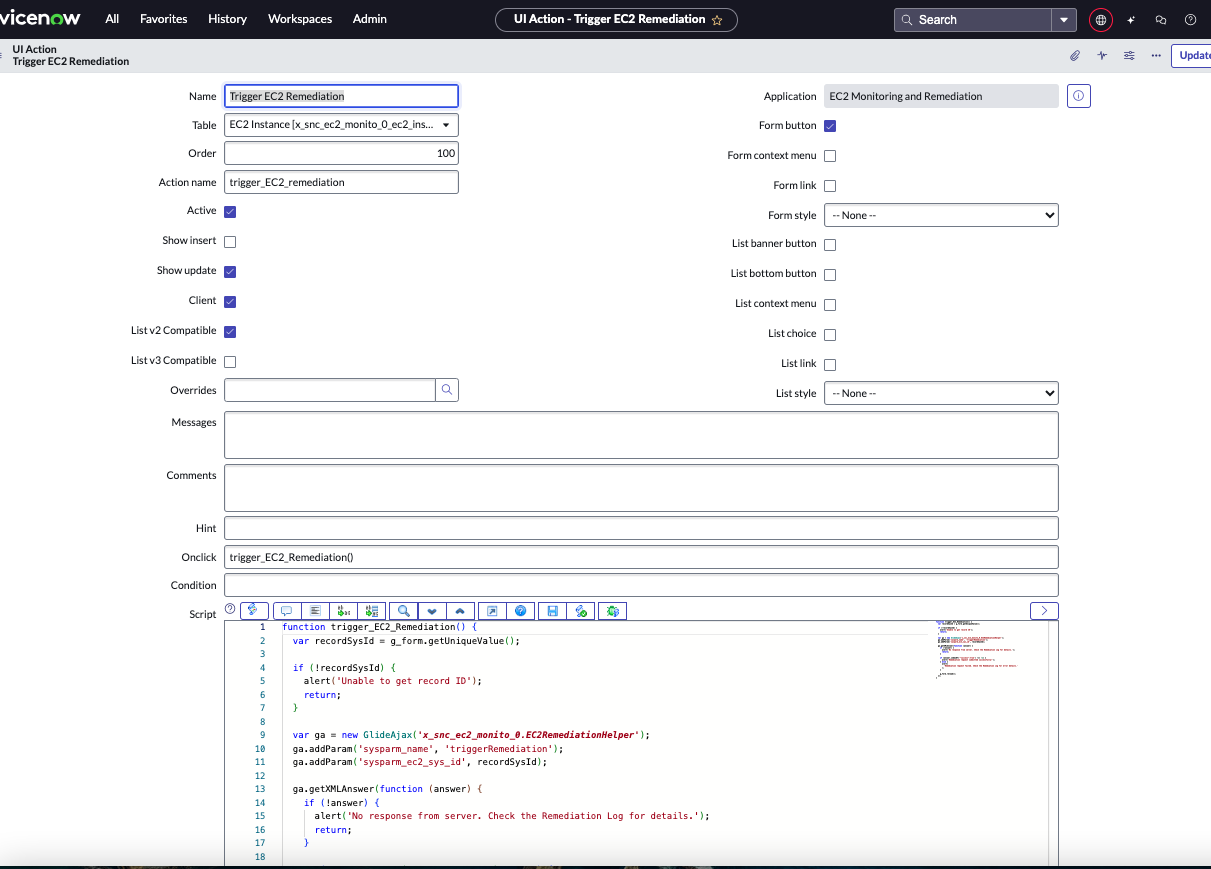 vicenow All Favorites History Workspaces Admin UI Action - Trigger EC2 Remediation Search
UI Action
Trigger EC2 Remediation
Update
Name Trigger EC2 Remediation
Application EC2 Monitoring and Remediation
Table EC2 Instance [x_snc_ec2_monito_0_ec2_ins...
Form button
Order 100
Form context menu
Action name trigger_EC2_remediation
Form link
Active
Form style -- None --
Show insert
List banner button
Show update
List bottom button
Client
List context menu
List v2 Compatible
List choice
List v3 Compatible
List link
Overrides
List style -- None --
Messages
Comments
Hint
Onclick trigger_EC2_Remediation()
Condition
Script
1 function trigger_EC2_Remediation() {
2 var recordSysId = g_form.getUniqueValue();
3
4 if (!recordSysId) {
5 alert('Unable to get record ID');
6 return;
7 }
8
9 var ga = new GlideAjax('x_snc_ec2_monito_0.EC2RemediationHelper');
10 ga.addParam('sysparm_name', 'triggerRemediation');
11 ga.addParam('sysparm_ec2_sys_id', recordSysId);
12
13 ga.getXMLAnswer(function (answer) {
14 if (!answer) {
15 alert('No response from server. Check the Remediation Log for details.');
16 return;
17 }
18